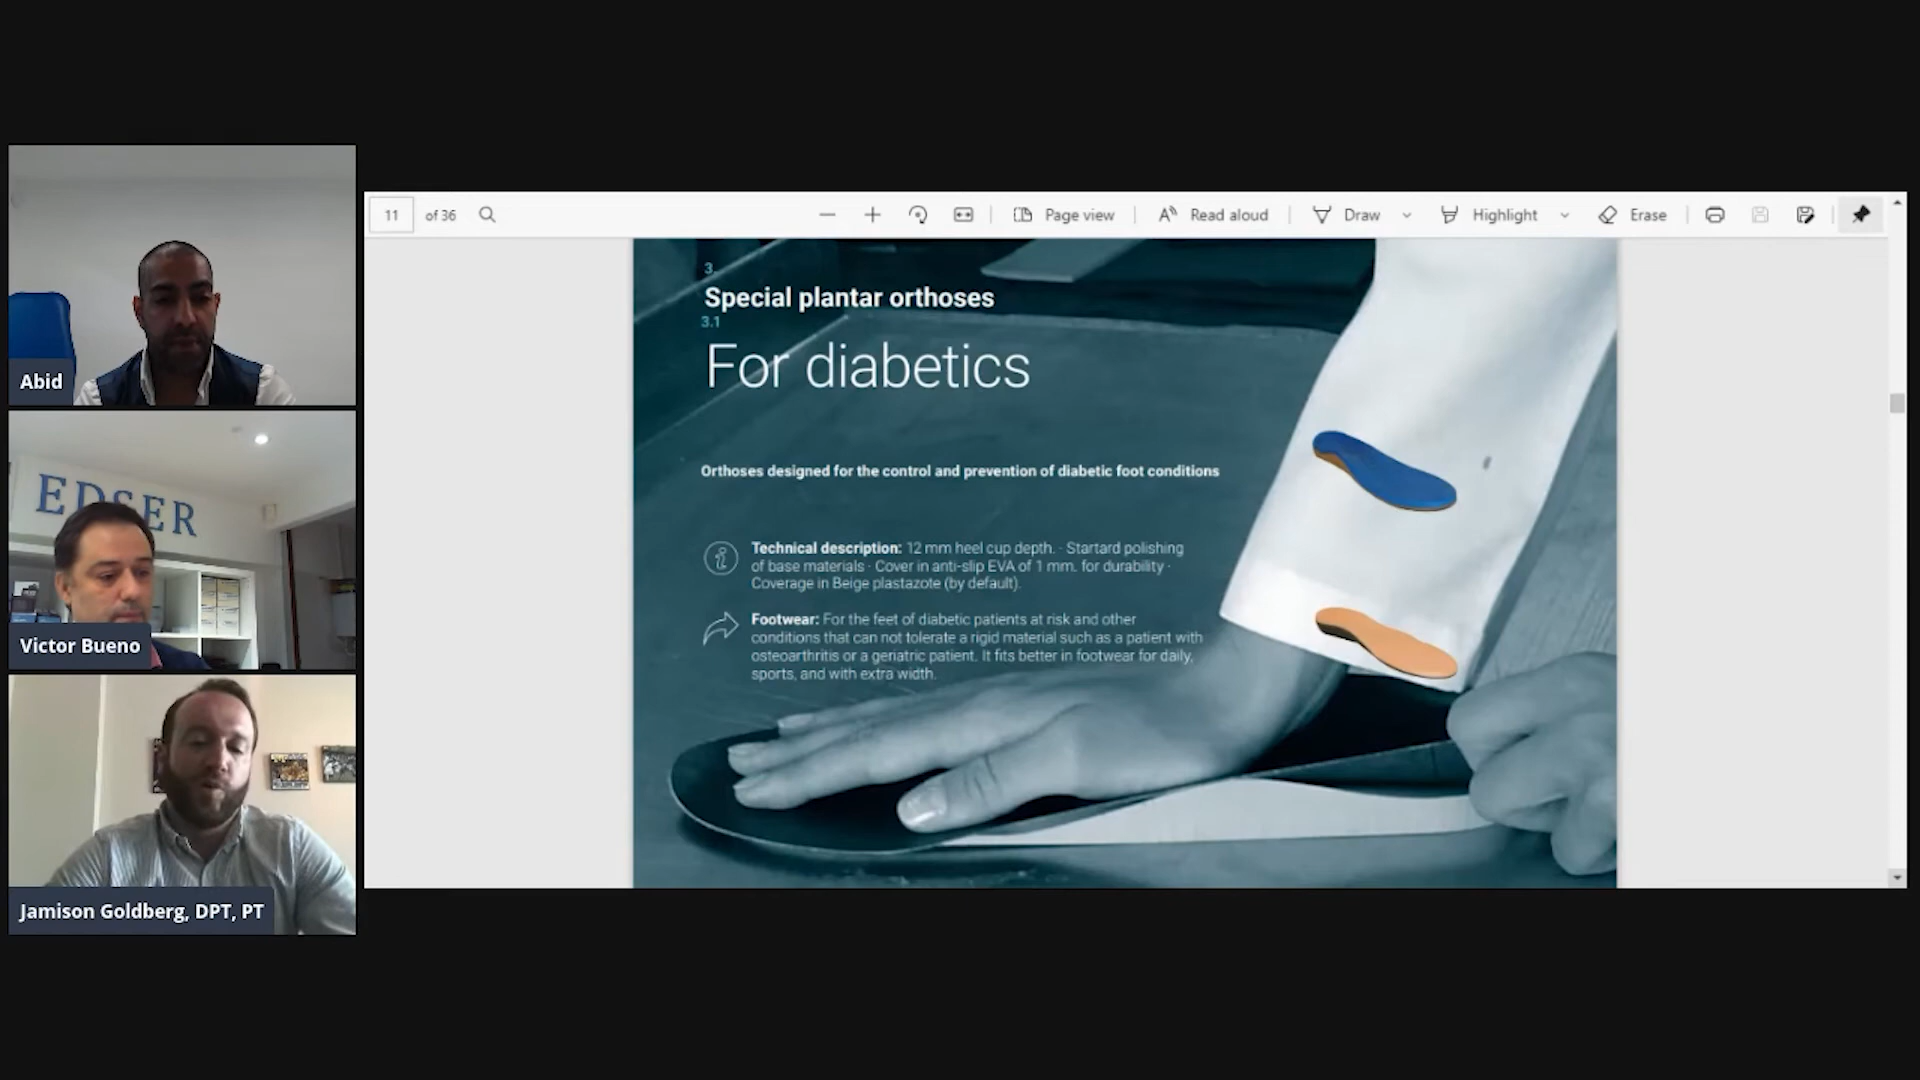 Abid
EDSER
Victor Bueno
Jamison Goldberg, DPT, PT
11 of 36 Page view Read aloud Draw Highlight Erase
3.
Special plantar orthoses
3.1
For diabetics
Orthoses designed for the control and prevention of diabetic foot conditions
Technical description: 12 mm heel cup depth. · Startard polishing
of base materials · Cover in anti-slip EVA of 1 mm. for durability ·
Coverage in Beige plastazote (by default).
Footwear: For the feet of diabetic patients at risk and other
conditions that can not tolerate a rigid material such as a patient with
osteoarthritis or a geriatric patient. It fits better in footwear for daily,
sports, and with extra width.